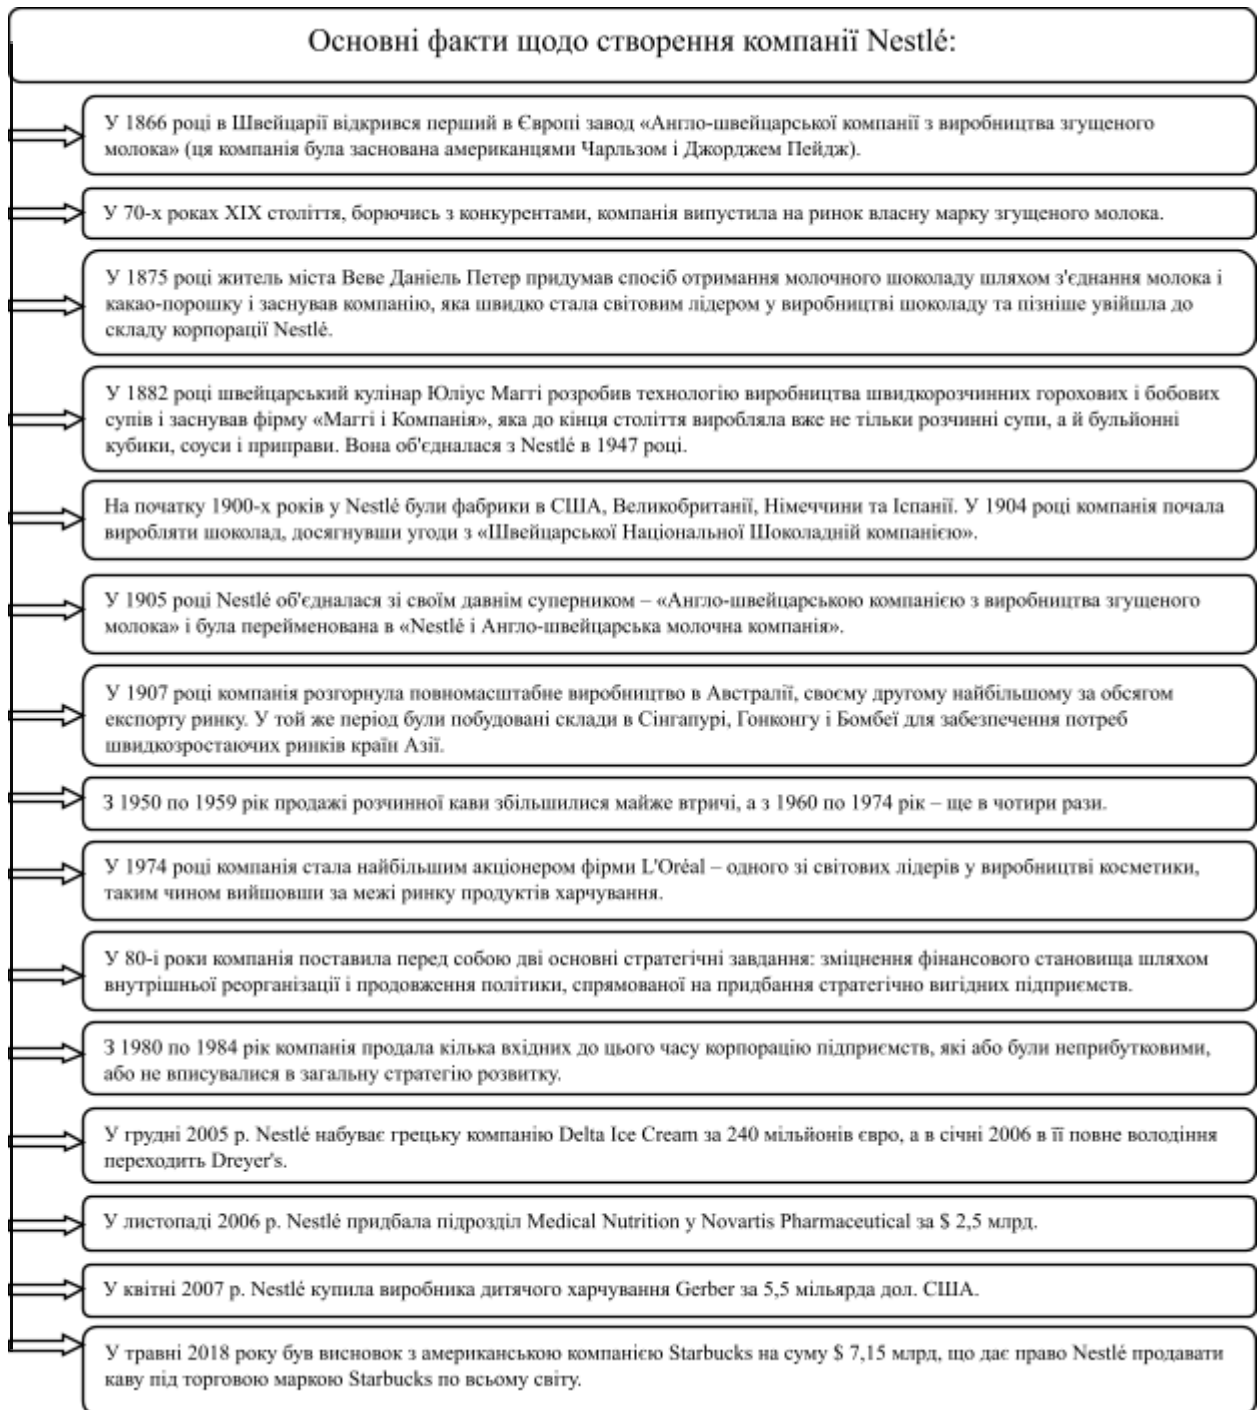 Основні факти щодо створення компанії Nestlé:
У 1866 році в Швейцарії відкрився перший в Європі завод «Англо-швейцарської компанії з виробництва згущеного
молока» (ця компанія була заснована американцями Чарльзом і Джорджем Пейдж).
У 70-х роках XIX століття, борючись з конкурентами, компанія випустила на ринок власну марку згущеного молока.
У 1875 році житель міста Веве Даніель Петер придумав спосіб отримання молочного шоколаду шляхом з'єднання молока і
какао-порошку і заснував компанію, яка швидко стала світовим лідером у виробництві шоколаду та пізніше увійшла до
складу корпорації Nestlé.
У 1882 році швейцарський кулінар Юліус Маггі розробив технологію виробництва швидкорозчинних горохових і бобових
супів і заснував фірму «Маггі і Компанія», яка до кінця століття виробляла вже не тільки розчинні супи, а й бульйонні
кубики, соуси і приправи. Вона об'єдналася з Nestlé в 1947 році.
На початку 1900-х років у Nestlé були фабрики в США, Великобританії, Німеччини та Іспанії. У 1904 році компанія почала
виробляти шоколад, досягнувши угоди з «Швейцарської Національної Шоколадній компанією».
У 1905 році Nestlé об'єдналася зі своїм давнім суперником – «Англо-швейцарською компанією з виробництва згущеного
молока» і була перейменована в «Nestlé і Англо-швейцарська молочна компанія».
У 1907 році компанія розгорнула повномасштабне виробництво в Австралії, своєму другому найбільшому за обсягом
експорту ринку. У той же період були побудовані склади в Сінгапурі, Гонконгу і Бомбеї для забезпечення потреб
швидкозростаючих ринків країн Азії.
З 1950 по 1959 рік продажі розчинної кави збільшилися майже втричі, а з 1960 по 1974 рік – ще в чотири рази.
У 1974 році компанія стала найбільшим акціонером фірми L'Oréal – одного зі світових лідерів у виробництві косметики,
таким чином вийшовши за межі ринку продуктів харчування.
У 80-і роки компанія поставила перед собою дві основні стратегічні завдання: зміцнення фінансового становища шляхом
внутрішньої реорганізації і продовження політики, спрямованої на придбання стратегічно вигідних підприємств.
З 1980 по 1984 рік компанія продала кілька вхідних до цього часу корпорацію підприємств, які або були неприбутковими,
або не вписувалися в загальну стратегію розвитку.
У грудні 2005 р. Nestlé набуває грецьку компанію Delta Ice Cream за 240 мільйонів євро, а в січні 2006 в її повне володіння
переходить Dreyer's.
У листопаді 2006 р. Nestlé придбала підрозділ Medical Nutrition у Novartis Pharmaceutical за $ 2,5 млрд.
У квітні 2007 р. Nestlé купила виробника дитячого харчування Gerber за 5,5 мільярда дол. США.
У травні 2018 року був висновок з американською компанією Starbucks на суму $ 7,15 млрд, що дає право Nestlé продавати
каву під торговою маркою Starbucks по всьому світу.